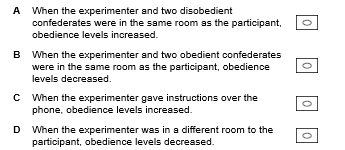 A When the experimenter and two disobedient
confederates were in the same room as the participant,
obedience levels increased.
B When the experimenter and two obedient confederates
were in the same room as the participant, obedience
levels decreased.
C When the experimenter gave instructions over the
phone, obedience levels increased.
D When the experimenter was in a different room to the
participant, obedience levels decreased.